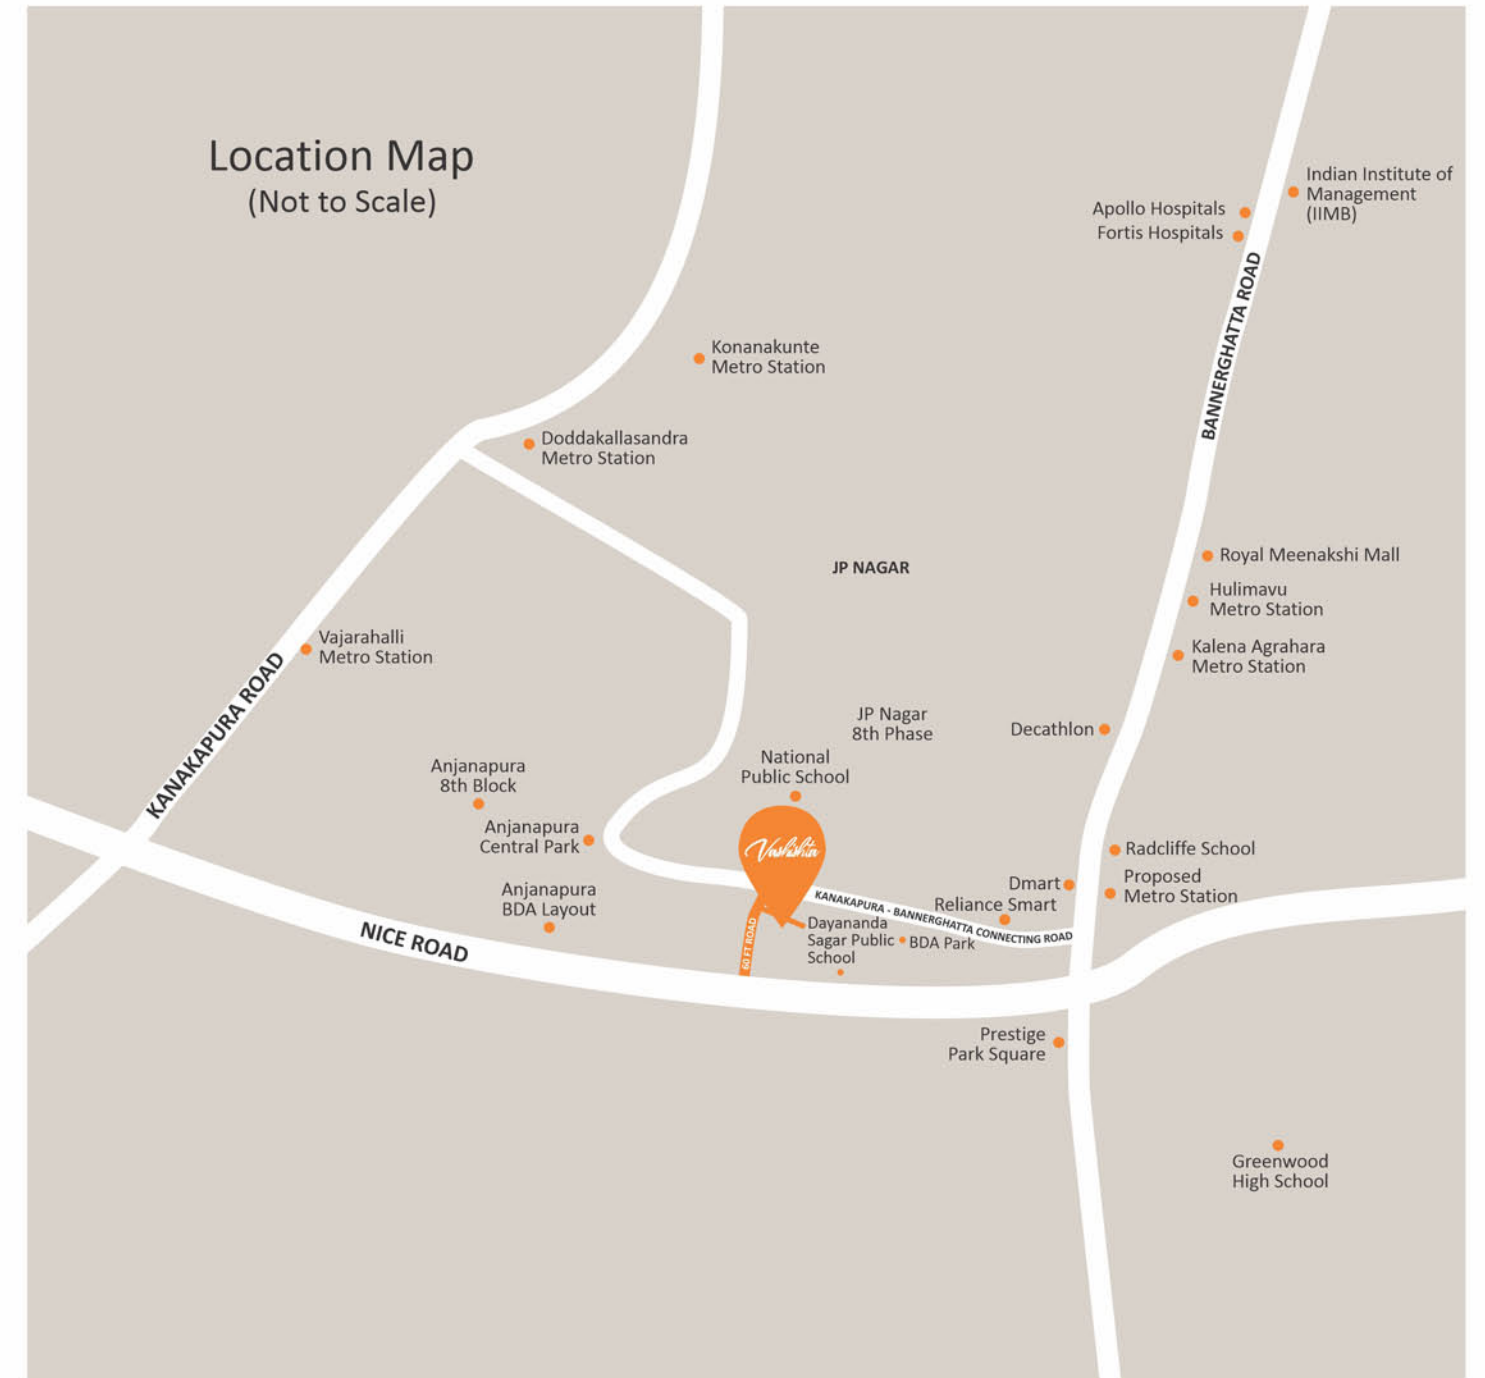 Location Map
(Not to Scale)
Indian Institute of
Management
(IIMB)
Apollo Hospitals
Fortis Hospitals
BANNERGHATTA ROAD
Konanakunte
Metro Station
Doddakallasandra
Metro Station
JP NAGAR
Royal Meenakshi Mall
Hulimavu
Metro Station
Kalena Agrahara
Metro Station
Vajarahalli
Metro Station
KANAKAPURA ROAD
JP Nagar
8th Phase
Decathlon
National
Public School
Anjanapura
8th Block
Anjanapura
Central Park
Vashishta
Radcliffe School
Proposed
Metro Station
Dmart
Reliance Smart
Anjanapura
BDA Layout
KANAKAPURA - BANNERGHATTA CONNECTING ROAD
60 FT ROAD
Dayananda
Sagar Public
School
BDA Park
NICE ROAD
Prestige
Park Square
Greenwood
High School